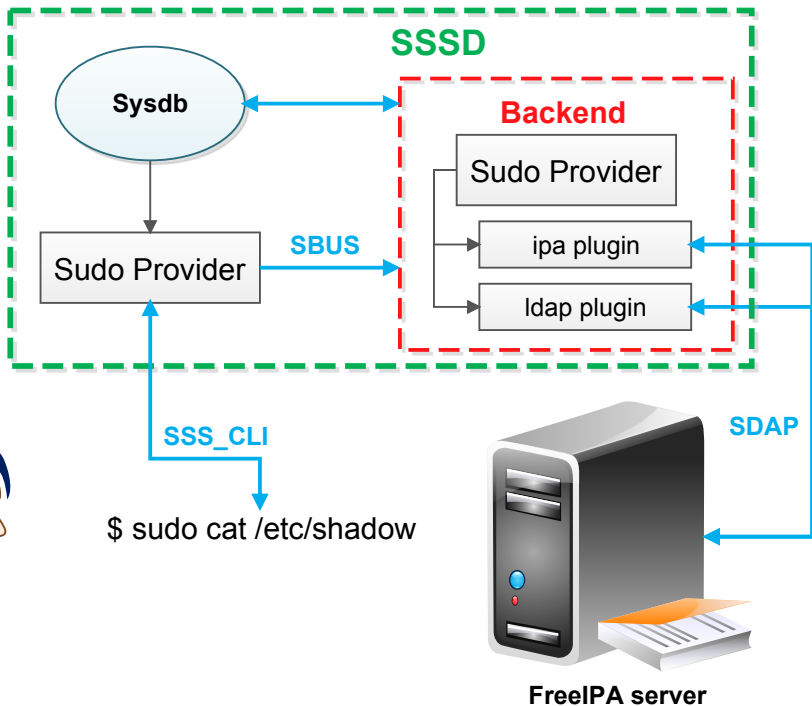 SSSD
Sysdb
Backend
Sudo Provider
SBUS
ipa plugin
Sudo Provider
ldap plugin
SSS_CLI
SDAP
$ sudo cat /etc/shadow
FreeIPA server